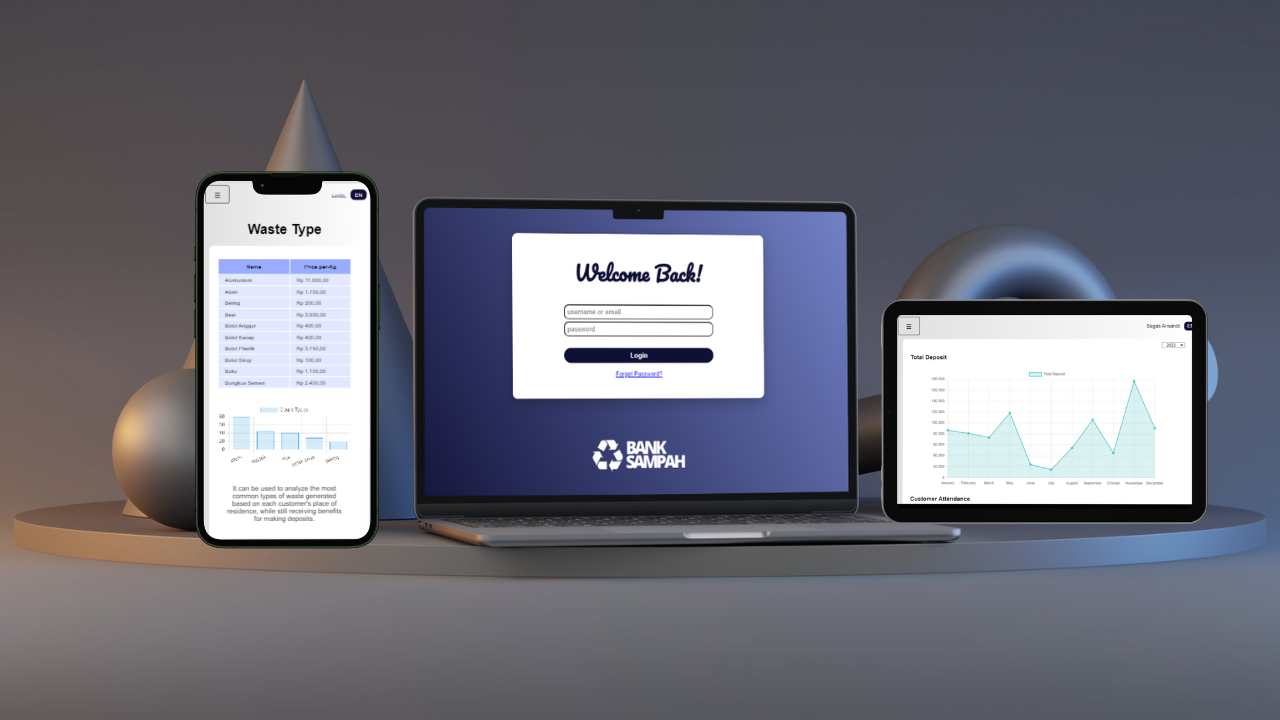 Login
EN
Waste Type
Name Price per-Kg
Alumunium Rp 11.000,00
Atom Rp 1.750,00
Beling Rp 200,00
Besi Rp 3.500,00
Botol Anggur Rp 400,00
Botol Kecap Rp 400,00
Botol Plastik Rp 3.750,00
Botol Sirup Rp 100,00
Buku Rp 1.100,00
Bungkus Semen Rp 2.400,00
Count Types
It can be used to analyze the most
common types of waste generated
based on each customer's place of
residence, while still receiving benefits
for making deposits.
Welcome Back!
username or email
password
Login
Forgot Password?
BANK
SAMPAH
Bagas Arisandi
2023
Total Deposit
Total Deposit
180.000
160.000
140.000
120.000
100.000
80.000
60.000
40.000
20.000
0
January February March May June July August September October November December
Customer Attendance